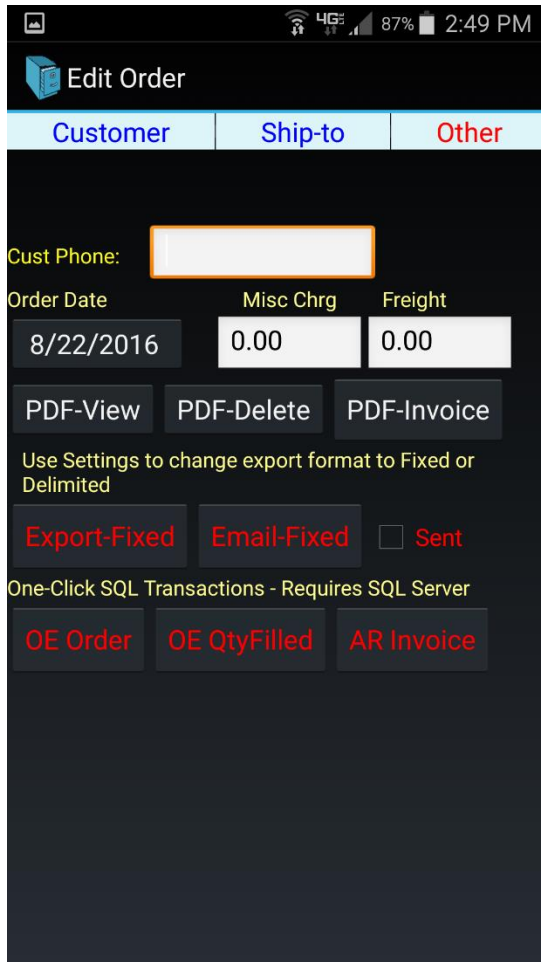 4G 87% 2:49 PM
Edit Order
Customer Ship-to Other
Cust Phone:
Order Date Misc Chrg Freight
8/22/2016 0.00 0.00
PDF-View PDF-Delete PDF-Invoice
Use Settings to change export format to Fixed or
Delimited
Export-Fixed Email-Fixed Sent
One-Click SQL Transactions - Requires SQL Server
OE Order OE QtyFilled AR Invoice